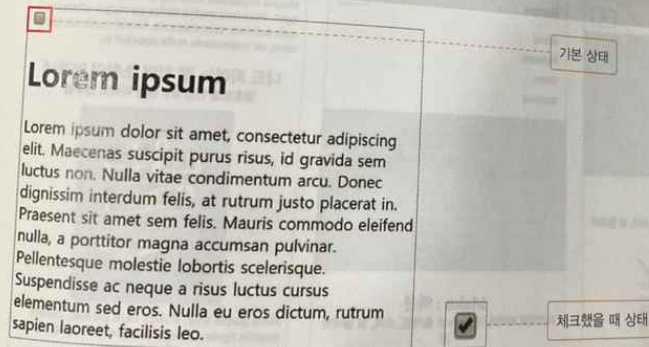 기본 상태
Lorem ipsum
Lorem ipsum dolor sit amet, consectetur adipiscing
elit. Maecenas suscipit purus risus, id gravida sem
luctus non. Nulla vitae condimentum arcu. Donec
dignissim interdum felis, at rutrum justo placerat in.
Praesent sit amet sem felis. Mauris commodo eleifend
nulla, a porttitor magna accumsan pulvinar.
Pellentesque molestie lobortis scelerisque.
Suspendisse ac neque a risus luctus cursus
elementum sed eros. Nulla eu eros dictum, rutrum
sapien laoreet, facilisis leo.
체크했을 때 상태